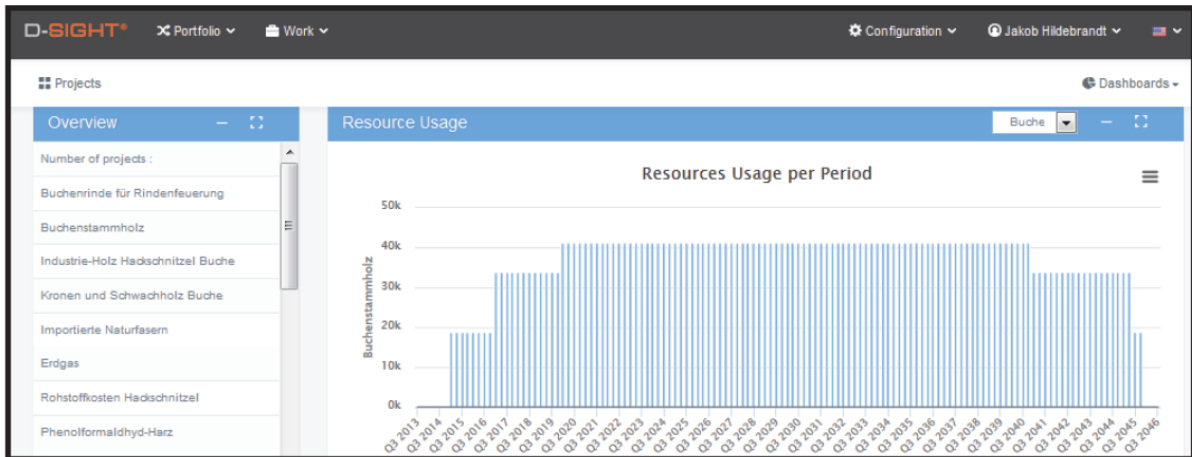 D-SIGHT® Portfolio Work Configuration Jakob Hildebrandt
Projects Dashboards
Overview
Number of projects :
Buchenrinde für Rindenfeuerung
Buchenstammholz
Industrie-Holz Hackschnitzel Buche
Kronen und Schwachholz Buche
Importierte Naturfasern
Erdgas
Rohstoffkosten Hackschnitzel
Phenolformaldhyd-Harz
Resource Usage Buche
Resources Usage per Period
Buchenstammholz
50k
40k
30k
20k
10k
0k
Q3 2013 Q3 2014 Q3 2015 Q3 2016 Q3 2017 Q3 2018 Q3 2019 Q3 2020 Q3 2021 Q3 2022 Q3 2023 Q3 2024 Q3 2025 Q3 2026 Q3 2027 Q3 2028 Q3 2029 Q3 2030 Q3 2031 Q3 2032 Q3 2033 Q3 2034 Q3 2035 Q3 2036 Q3 2037 Q3 2038 Q3 2039 Q3 2040 Q3 2041 Q3 2042 Q3 2043 Q3 2044 Q3 2045 Q3 2046